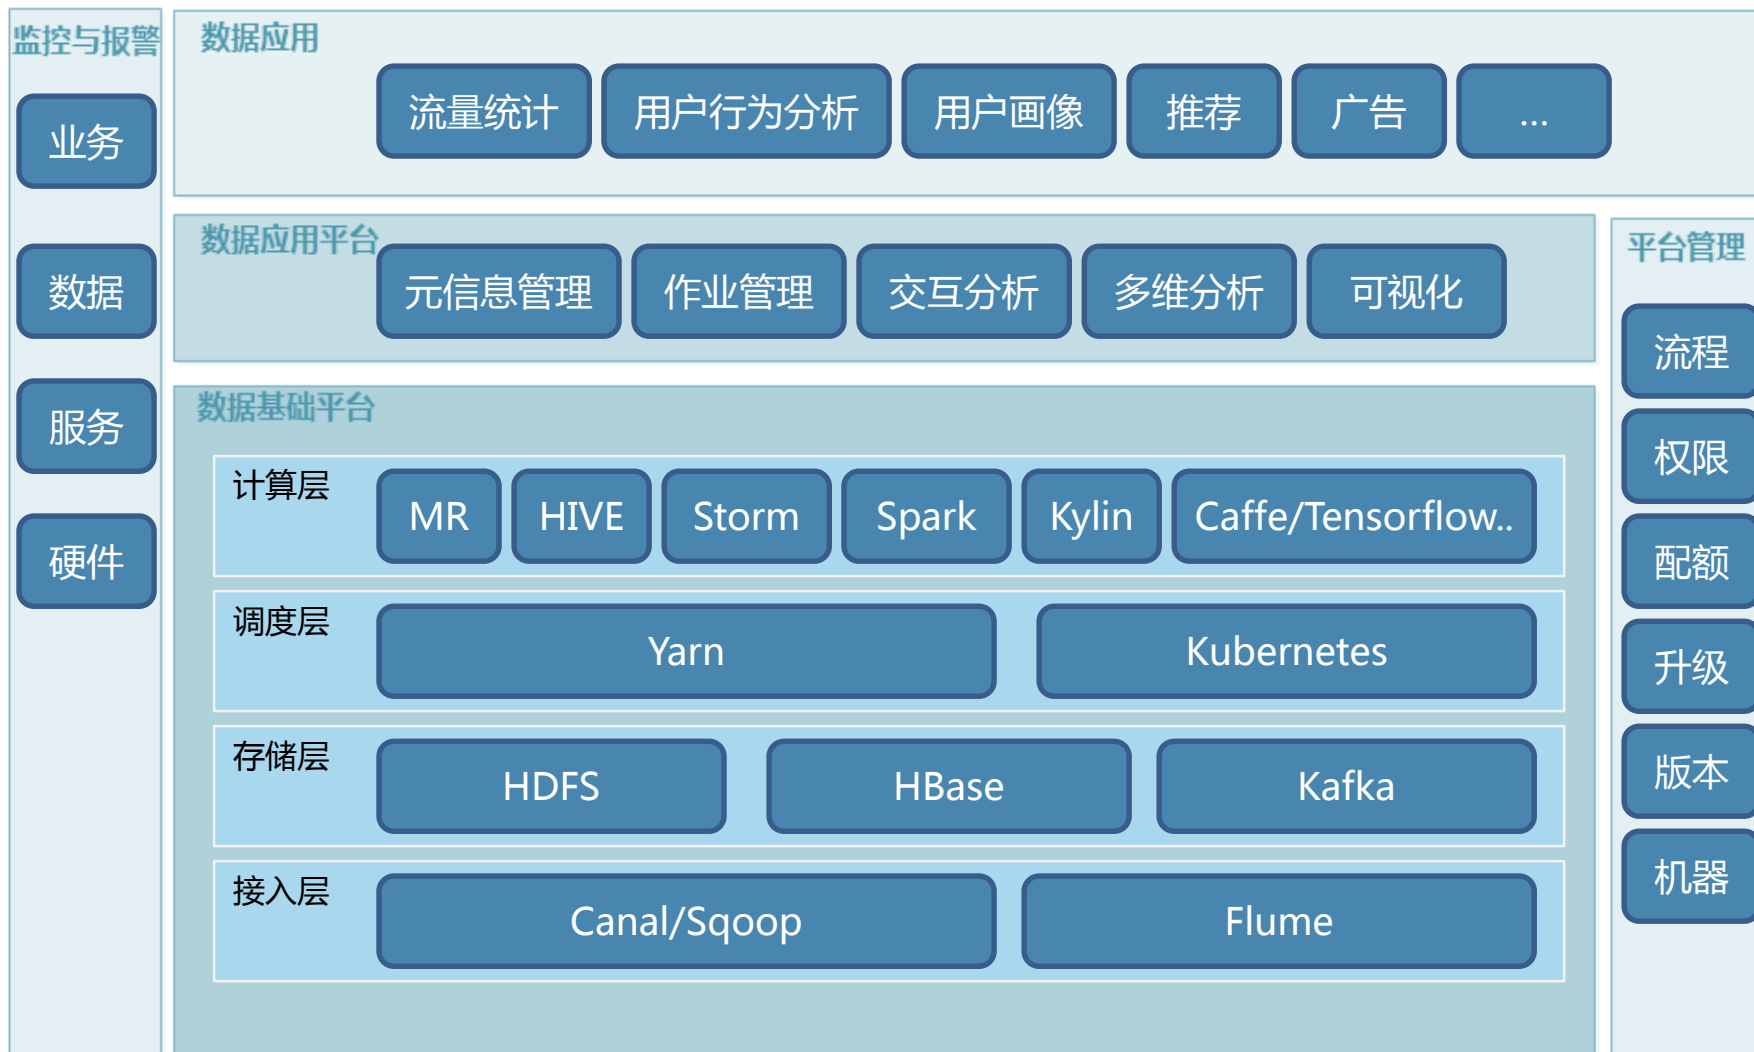 监控与报警
业务
数据
服务
硬件
数据应用
流量统计 用户行为分析 用户画像 推荐 广告 ...
数据应用平台
元信息管理 作业管理 交互分析 多维分析 可视化
数据基础平台
计算层 MR HIVE Storm Spark Kylin Caffe/Tensorflow..
调度层 Yarn Kubernetes
存储层 HDFS HBase Kafka
接入层 Canal/Sqoop Flume
平台管理
流程
权限
配额
升级
版本
机器